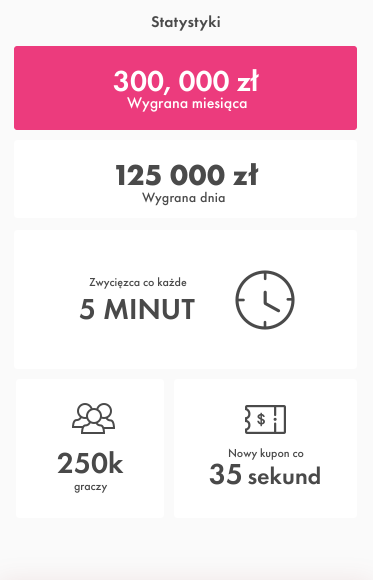 Statystyki
300, 000 zł
Wygrana miesiąca
125 000 zł
Wygrana dnia
Zwycięzca co każde
5 MINUT
250k
graczy
$
Nowy kupon co
35 sekund